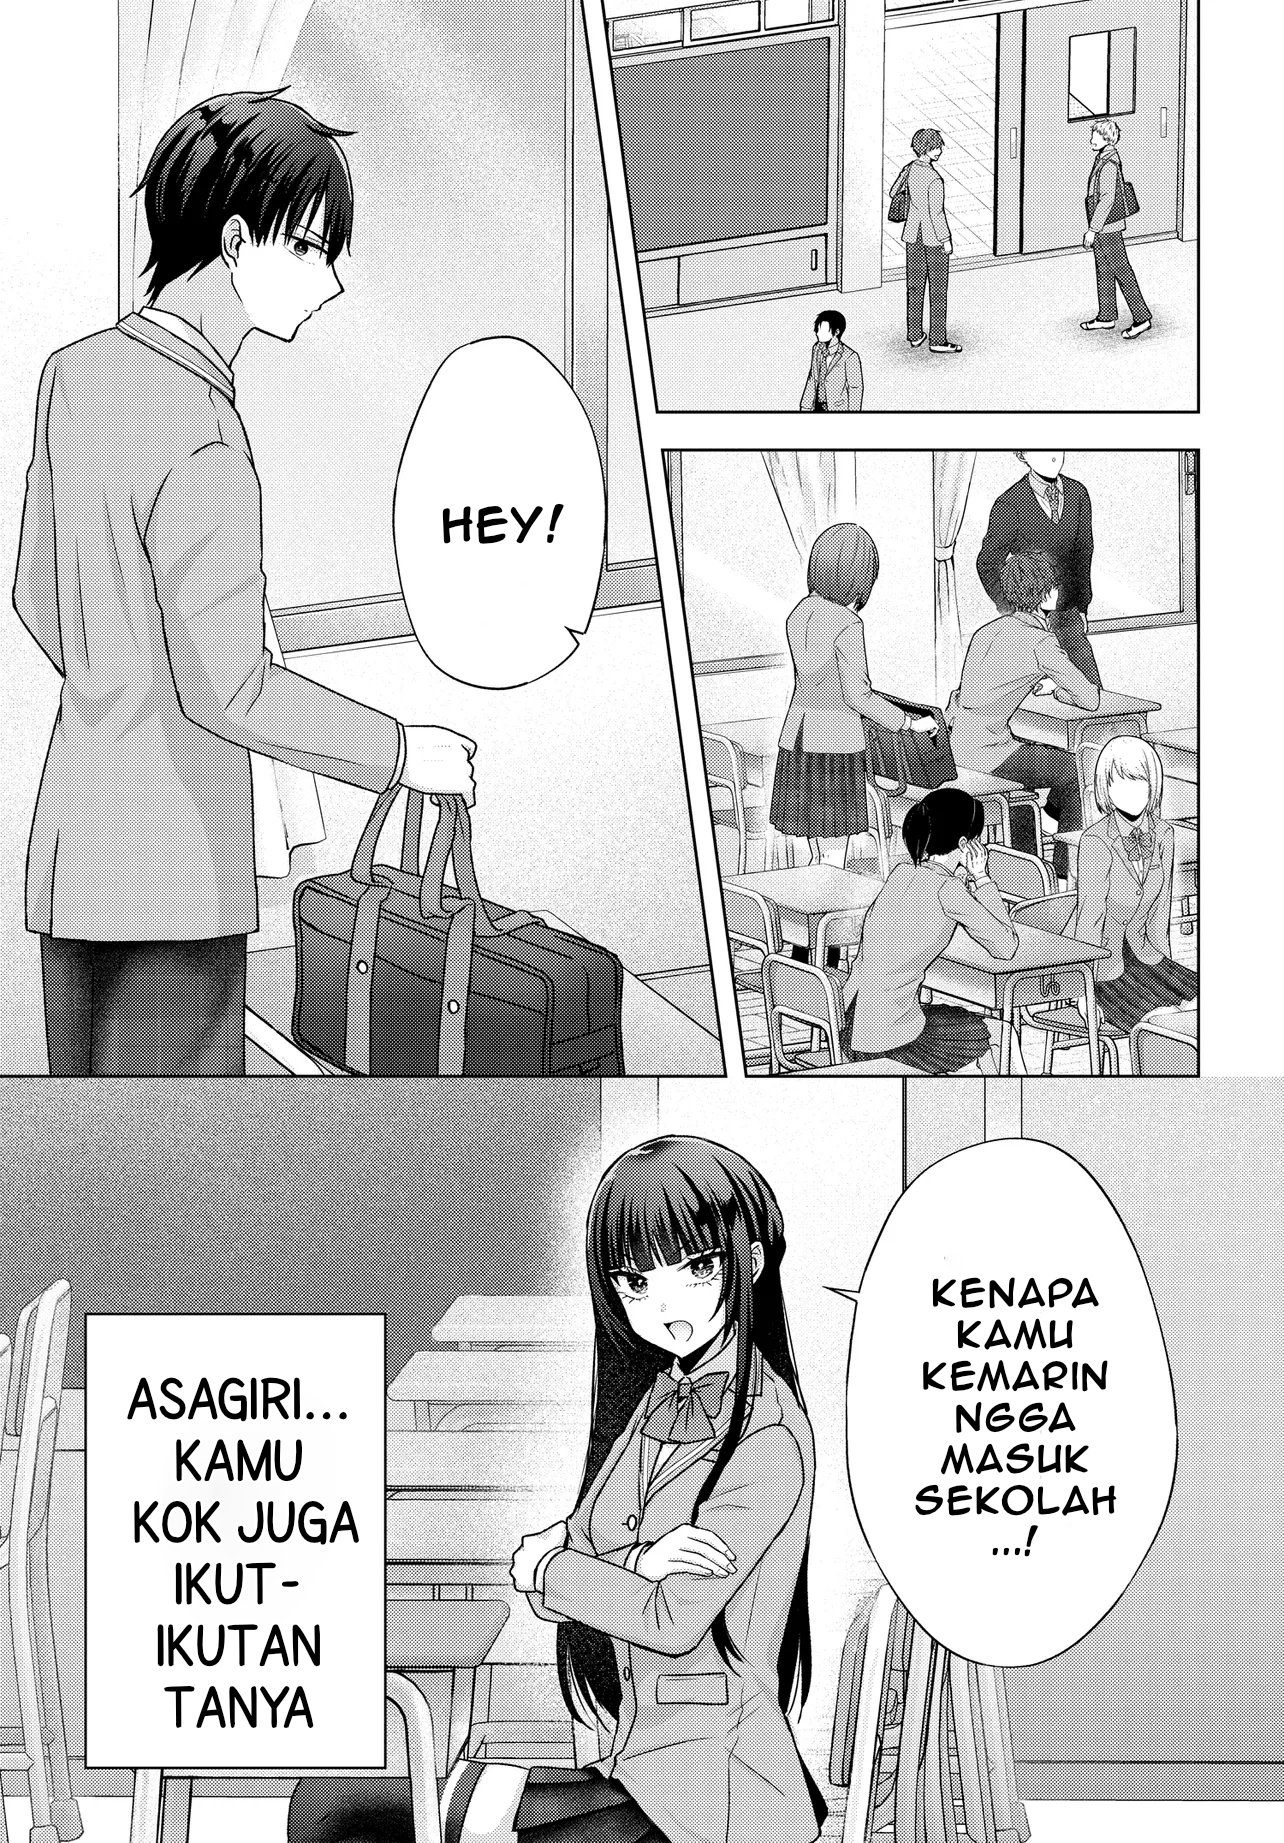 HEY!
KENAPA
KAMU
KEMARIN
NGGA
MASUK
SEKOLAH
...!
ASAGIRI...
KAMU
KOK JUGA
IKUT-
IKUTAN
TANYA